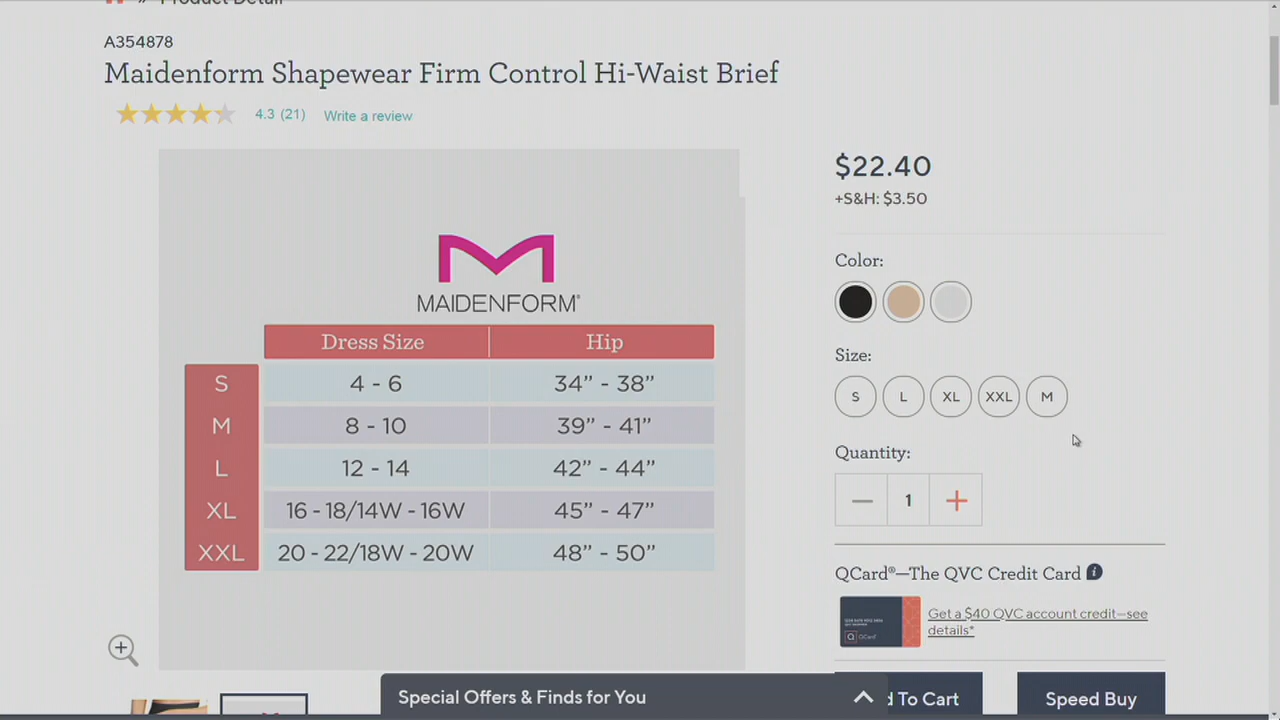 » Product Detail
A354878
Maidenform Shapewear Firm Control Hi-Waist Brief
4.3 (21) Write a review
$22.40
+S&H: $3.50
MAIDENFORM®
Dress Size Hip
S 4 - 6 34” - 38”
M 8 - 10 39” - 41”
L 12 - 14 42” - 44”
XL 16 - 18/14W - 16W 45” - 47”
XXL 20 - 22/18W - 20W 48” - 50”
Color:
Size:
S L XL XXL M
Quantity:
1
QCard®—The QVC Credit Card
Get a $40 QVC account credit—see
details*
QCard
Special Offers & Finds for You
To Cart
Speed Buy